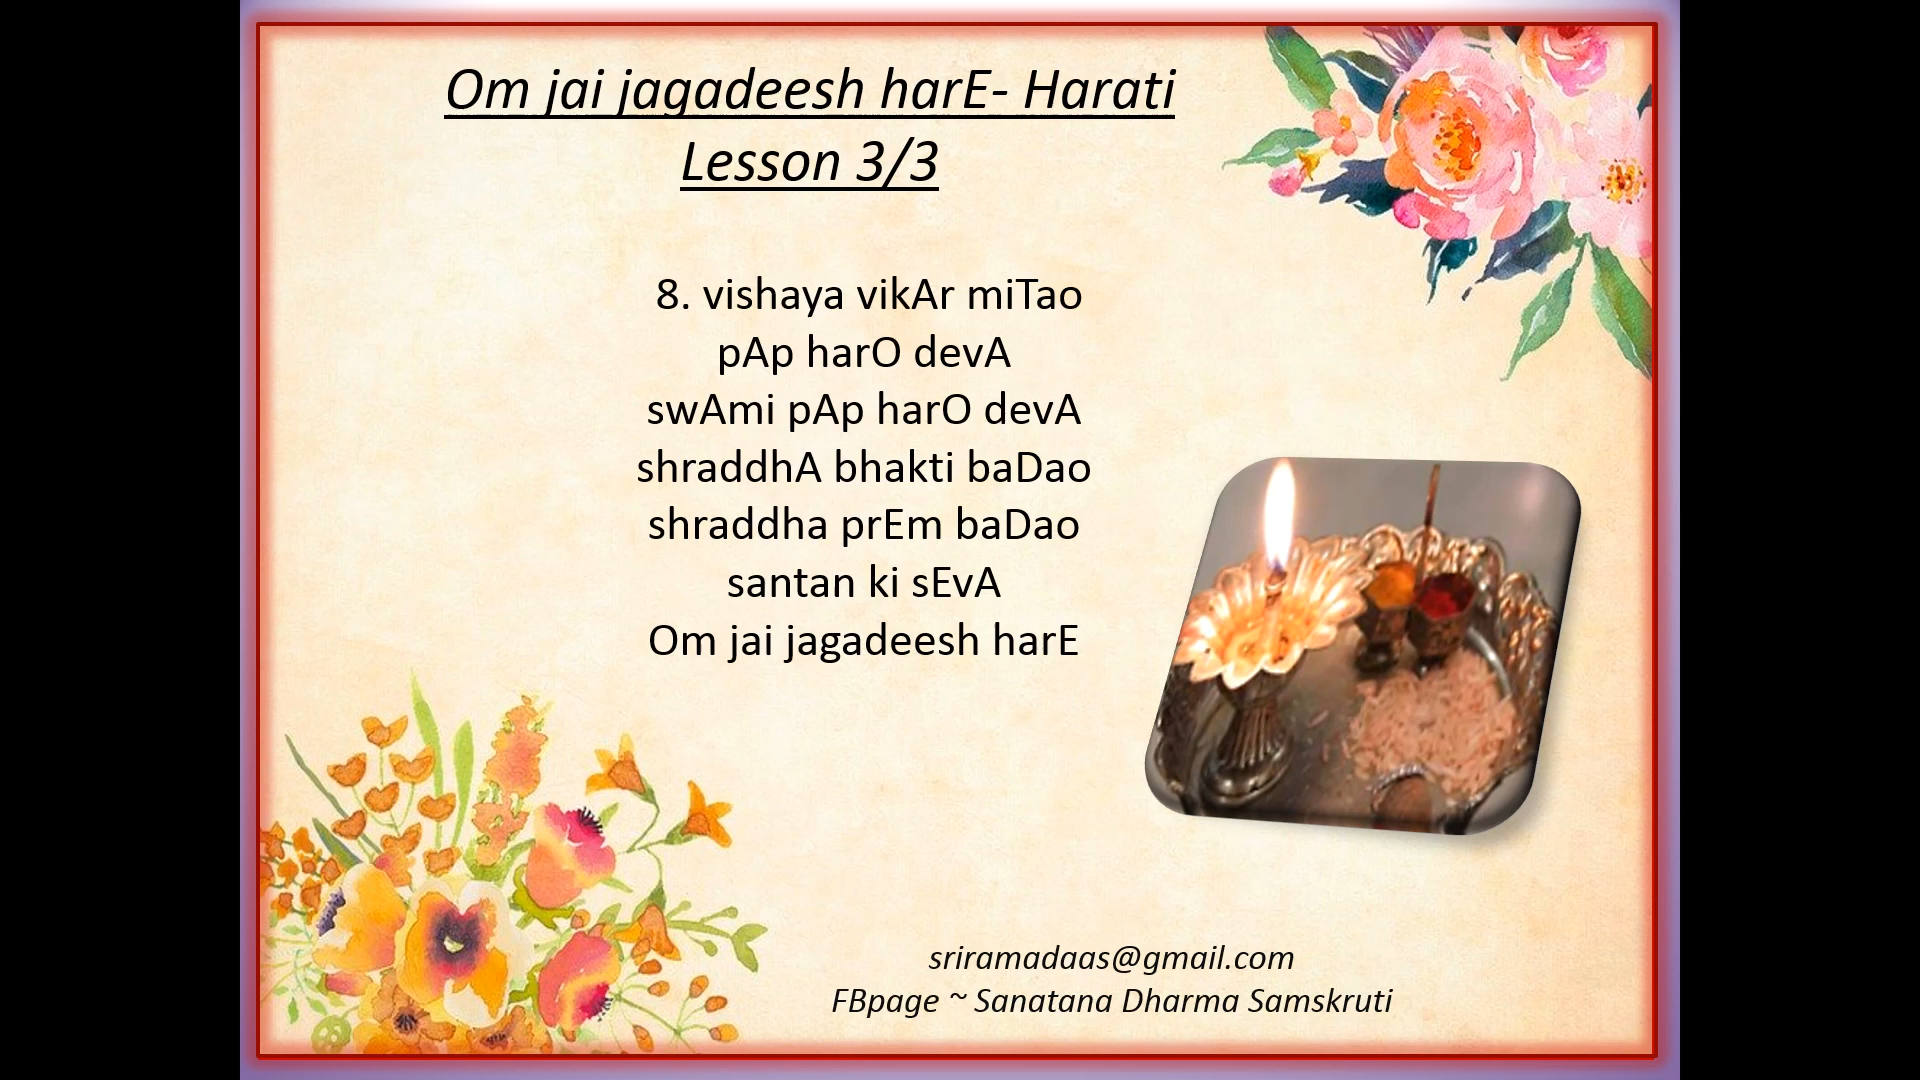 Om jai jagadeesh harE- Harati
Lesson 3/3
8. vishaya vikAr miTao
pAp harO devA
swAmi pAp harO devA
shraddhA bhakti baDao
shraddha prEm baDao
santan ki sEvA
Om jai jagadeesh harE
sriramadaas@gmail.com
FBpage ~ Sanatana Dharma Samskruti